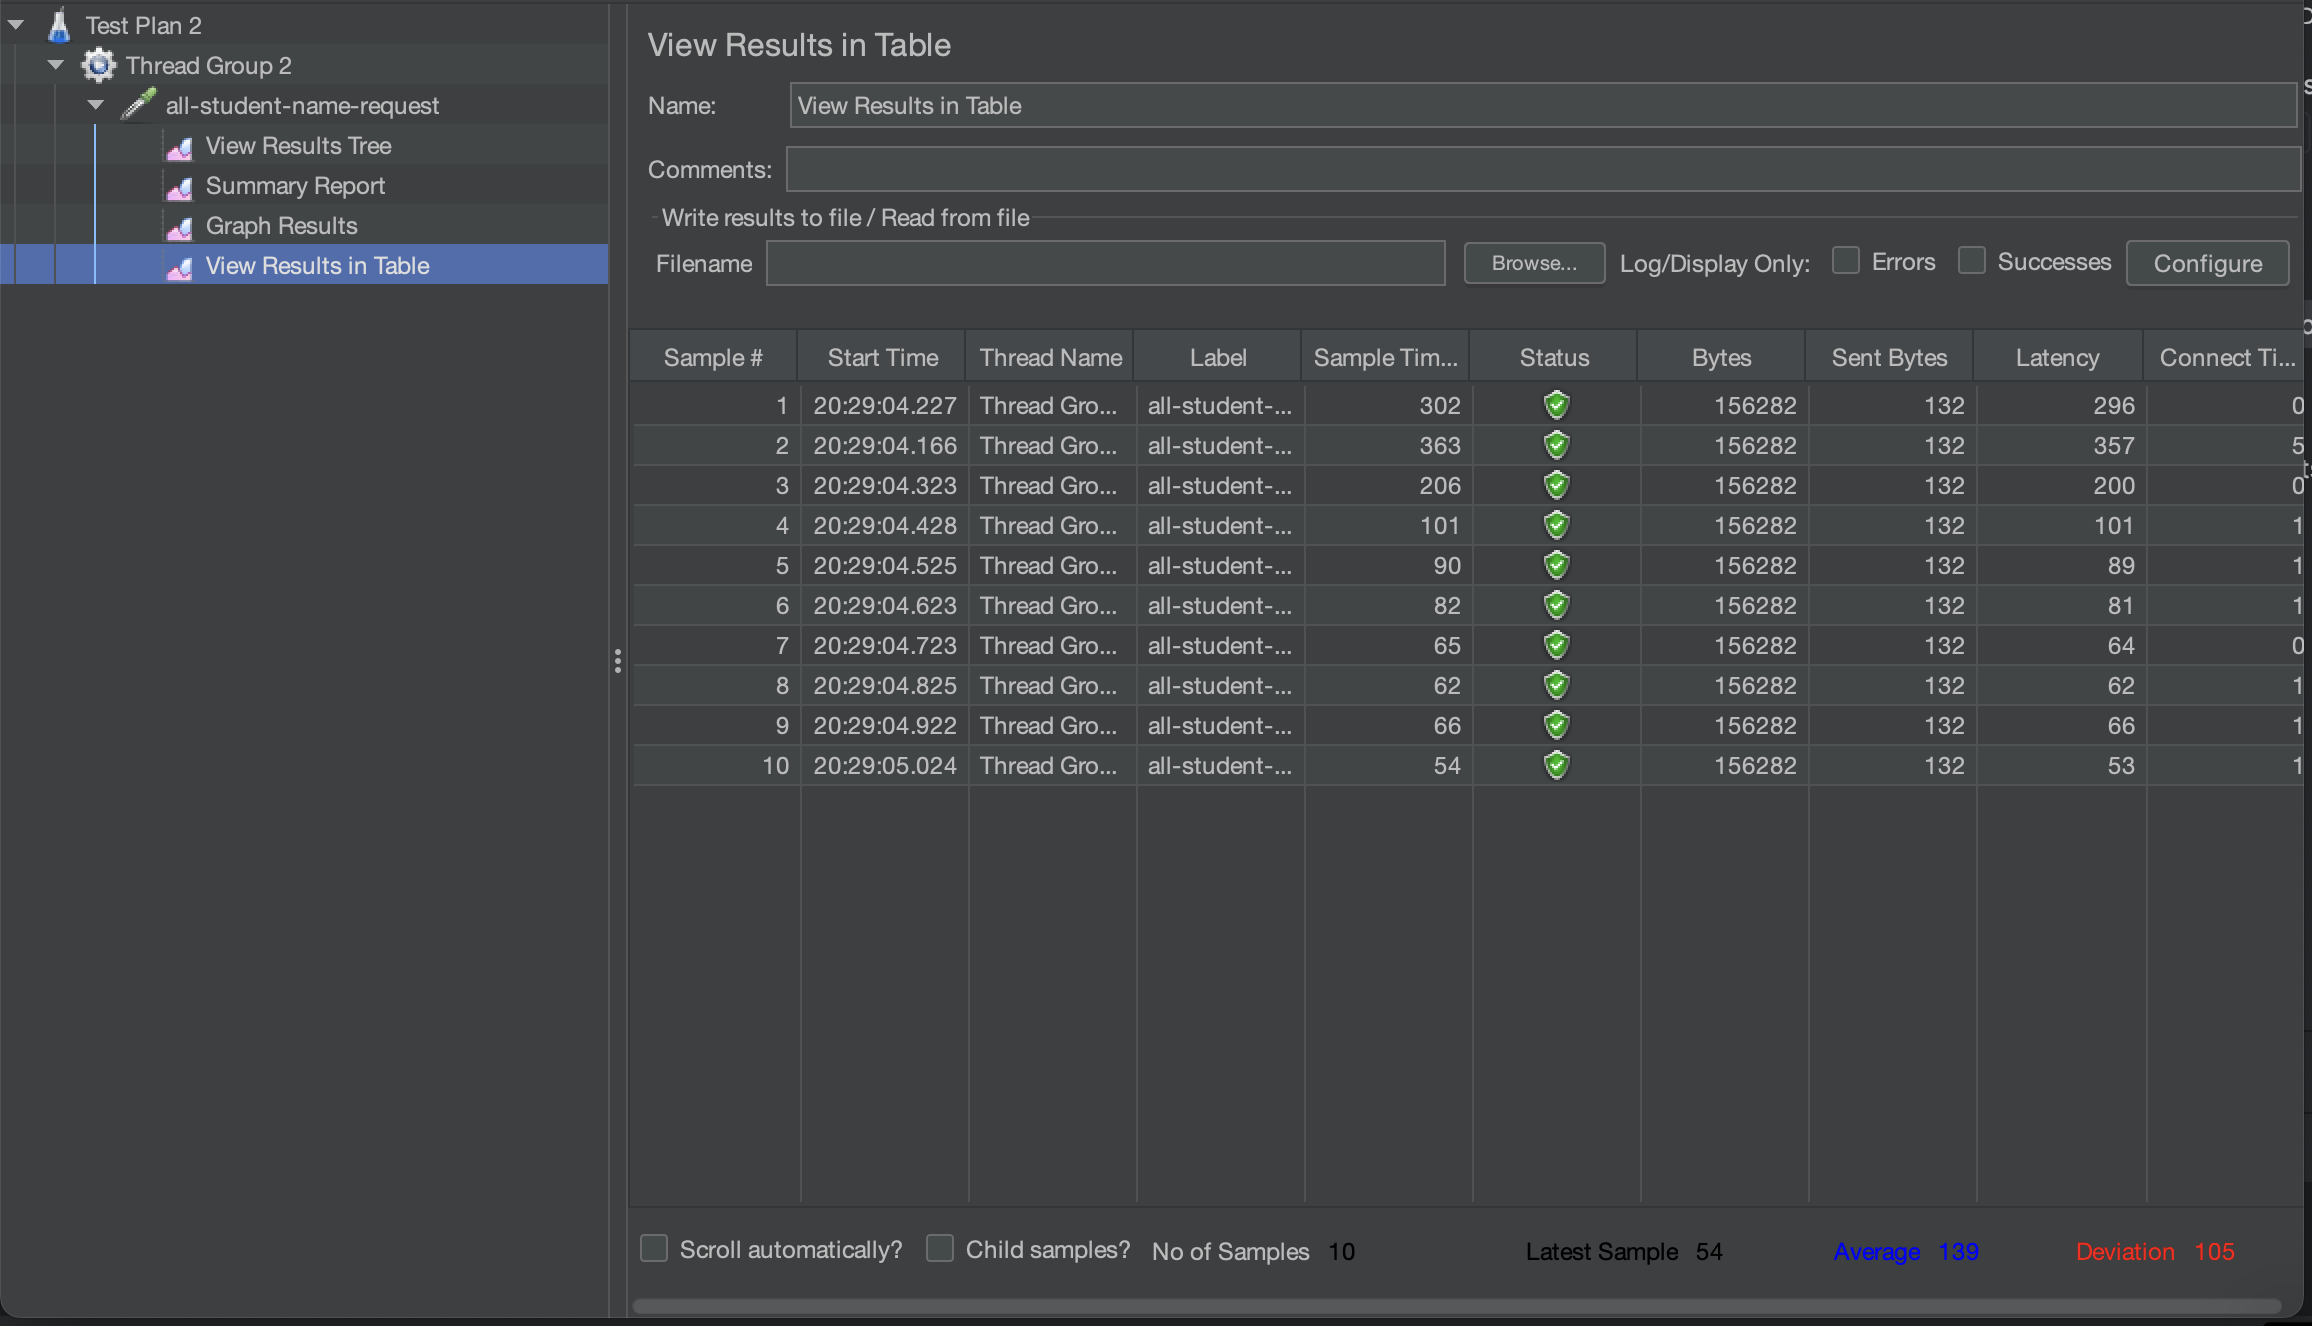 Test Plan 2
Thread Group 2
all-student-name-request
View Results Tree
Summary Report
Graph Results
View Results in Table
View Results in Table
Name: View Results in Table
Comments:
Write results to file / Read from file
Filename Browse... Log/Display Only: Errors Successes Configure
Sample # Start Time Thread Name Label Sample Tim... Status Bytes Sent Bytes Latency Connect Ti...
1 20:29:04.227 Thread Gro... all-student-... 302 156282 132 296 0
2 20:29:04.166 Thread Gro... all-student-... 363 156282 132 357 5
3 20:29:04.323 Thread Gro... all-student-... 206 156282 132 200 0
4 20:29:04.428 Thread Gro... all-student-... 101 156282 132 101 1
5 20:29:04.525 Thread Gro... all-student-... 90 156282 132 89 1
6 20:29:04.623 Thread Gro... all-student-... 82 156282 132 81 1
7 20:29:04.723 Thread Gro... all-student-... 65 156282 132 64 0
8 20:29:04.825 Thread Gro... all-student-... 62 156282 132 62 1
9 20:29:04.922 Thread Gro... all-student-... 66 156282 132 66 1
10 20:29:05.024 Thread Gro... all-student-... 54 156282 132 53 1
Scroll automatically? Child samples? No of Samples 10 Latest Sample 54 Average 139 Deviation 105